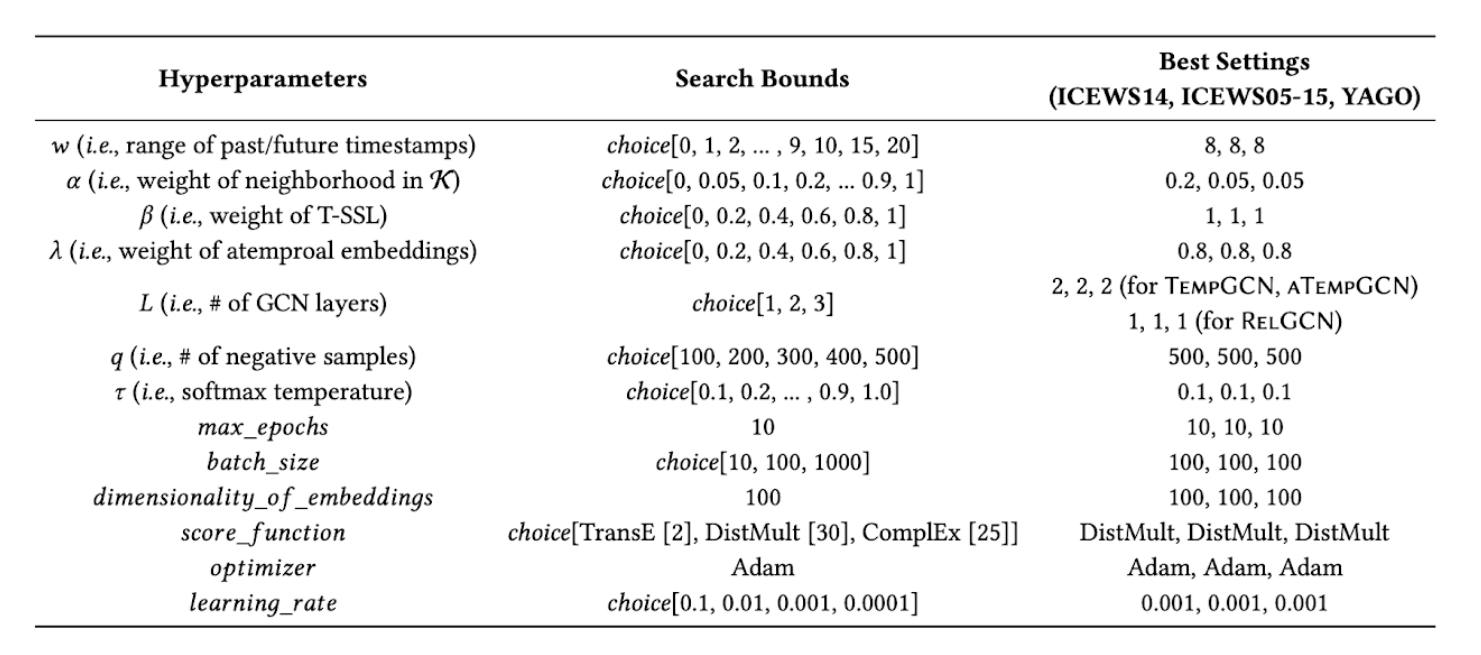 Hyperparameters Search Bounds Best Settings
(ICEWS14, ICEWS05-15, YAGO)
w (i.e., range of past/future timestamps) choice[0, 1, 2, ... , 9, 10, 15, 20] 8, 8, 8
α (i.e., weight of neighborhood in 𝒦) choice[0, 0.05, 0.1, 0.2, ... 0.9, 1] 0.2, 0.05, 0.05
β (i.e., weight of T-SSL) choice[0, 0.2, 0.4, 0.6, 0.8, 1] 1, 1, 1
λ (i.e., weight of atemproal embeddings) choice[0, 0.2, 0.4, 0.6, 0.8, 1] 0.8, 0.8, 0.8
L (i.e., # of GCN layers) choice[1, 2, 3] 2, 2, 2 (for TempGCN, aTempGCN)
1, 1, 1 (for RelGCN)
q (i.e., # of negative samples) choice[100, 200, 300, 400, 500] 500, 500, 500
τ (i.e., softmax temperature) choice[0.1, 0.2, ... , 0.9, 1.0] 0.1, 0.1, 0.1
max_epochs 10 10, 10, 10
batch_size choice[10, 100, 1000] 100, 100, 100
dimensionality_of_embeddings 100 100, 100, 100
score_function choice[TransE [2], DistMult [30], ComplEx [25]] DistMult, DistMult, DistMult
optimizer Adam Adam, Adam, Adam
learning_rate choice[0.1, 0.01, 0.001, 0.0001] 0.001, 0.001, 0.001